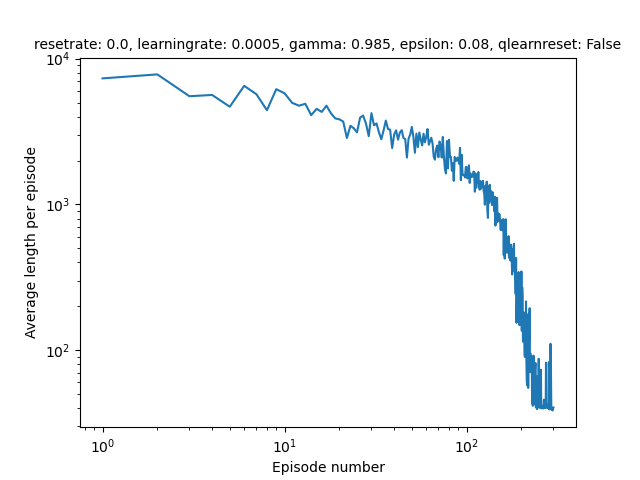 resetrate: 0.0, learningrate: 0.0005, gamma: 0.985, epsilon: 0.08, qlearnreset: False
10⁴
10³
10²
Average length per episode
10⁰ 10¹ 10²
Episode number